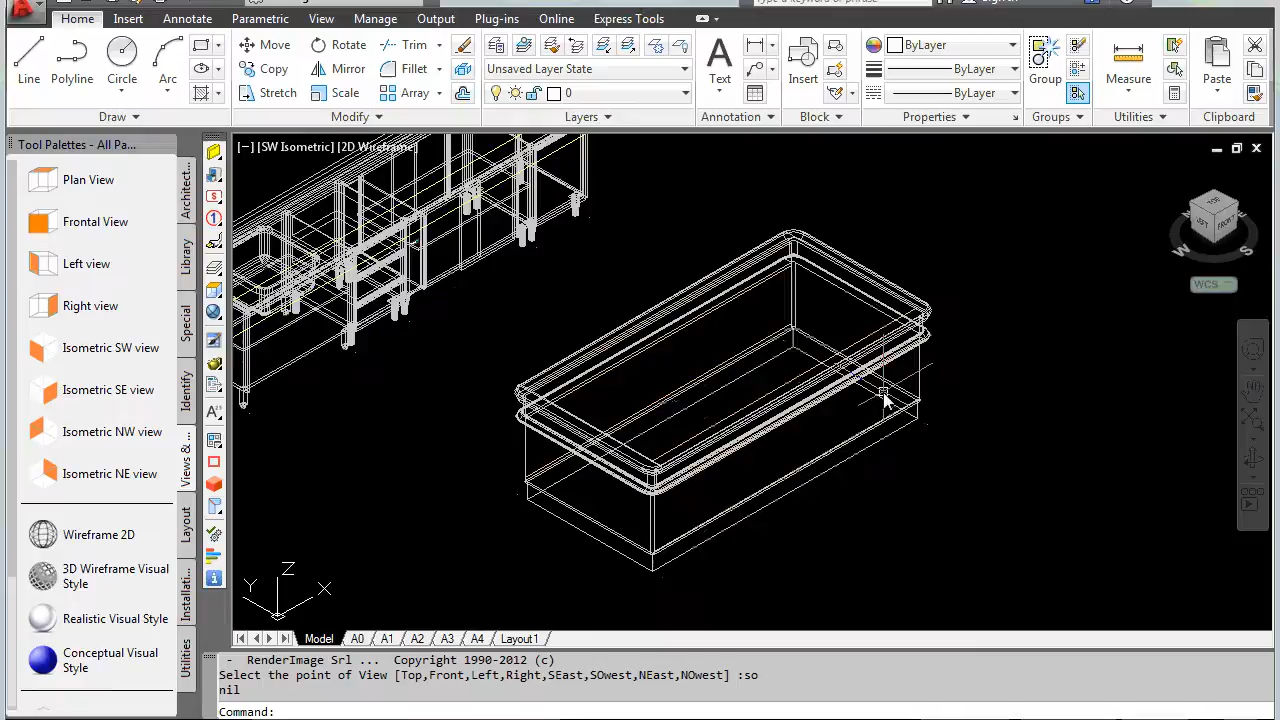 Home Insert Annotate Parametric View Manage Output Plug-ins Online Express Tools
Line Polyline Circle Arc
Move Rotate Trim
Copy Mirror Fillet
Stretch Scale Array
Unsaved Layer State
0
Text
Insert
ByLayer
ByLayer
ByLayer
Group
Measure
Paste
Draw Modify Layers Annotation Block Properties Groups Utilities Clipboard
Tool Palettes - All Pa...
Plan View
Frontal View
Left view
Right view
Isometric SW view
Isometric SE view
Isometric NW view
Isometric NE view
Wireframe 2D
3D Wireframe Visual
Style
Realistic Visual Style
Conceptual Visual
Style
Architect...
Library
Special
Identify
Views & ...
Layout
Installati...
Utilities
[−] [SW Isometric] [2D Wireframe]
TOP
LEFT FRONT
W S
WCS
Y Z X
Model A0 A1 A2 A3 A4 Layout1
- RenderImage Srl ... Copyright 1990-2012 (c)
Select the point of View [Top,Front,Left,Right,SEast,SOwest,NEast,NOwest] :so
nil
Command: